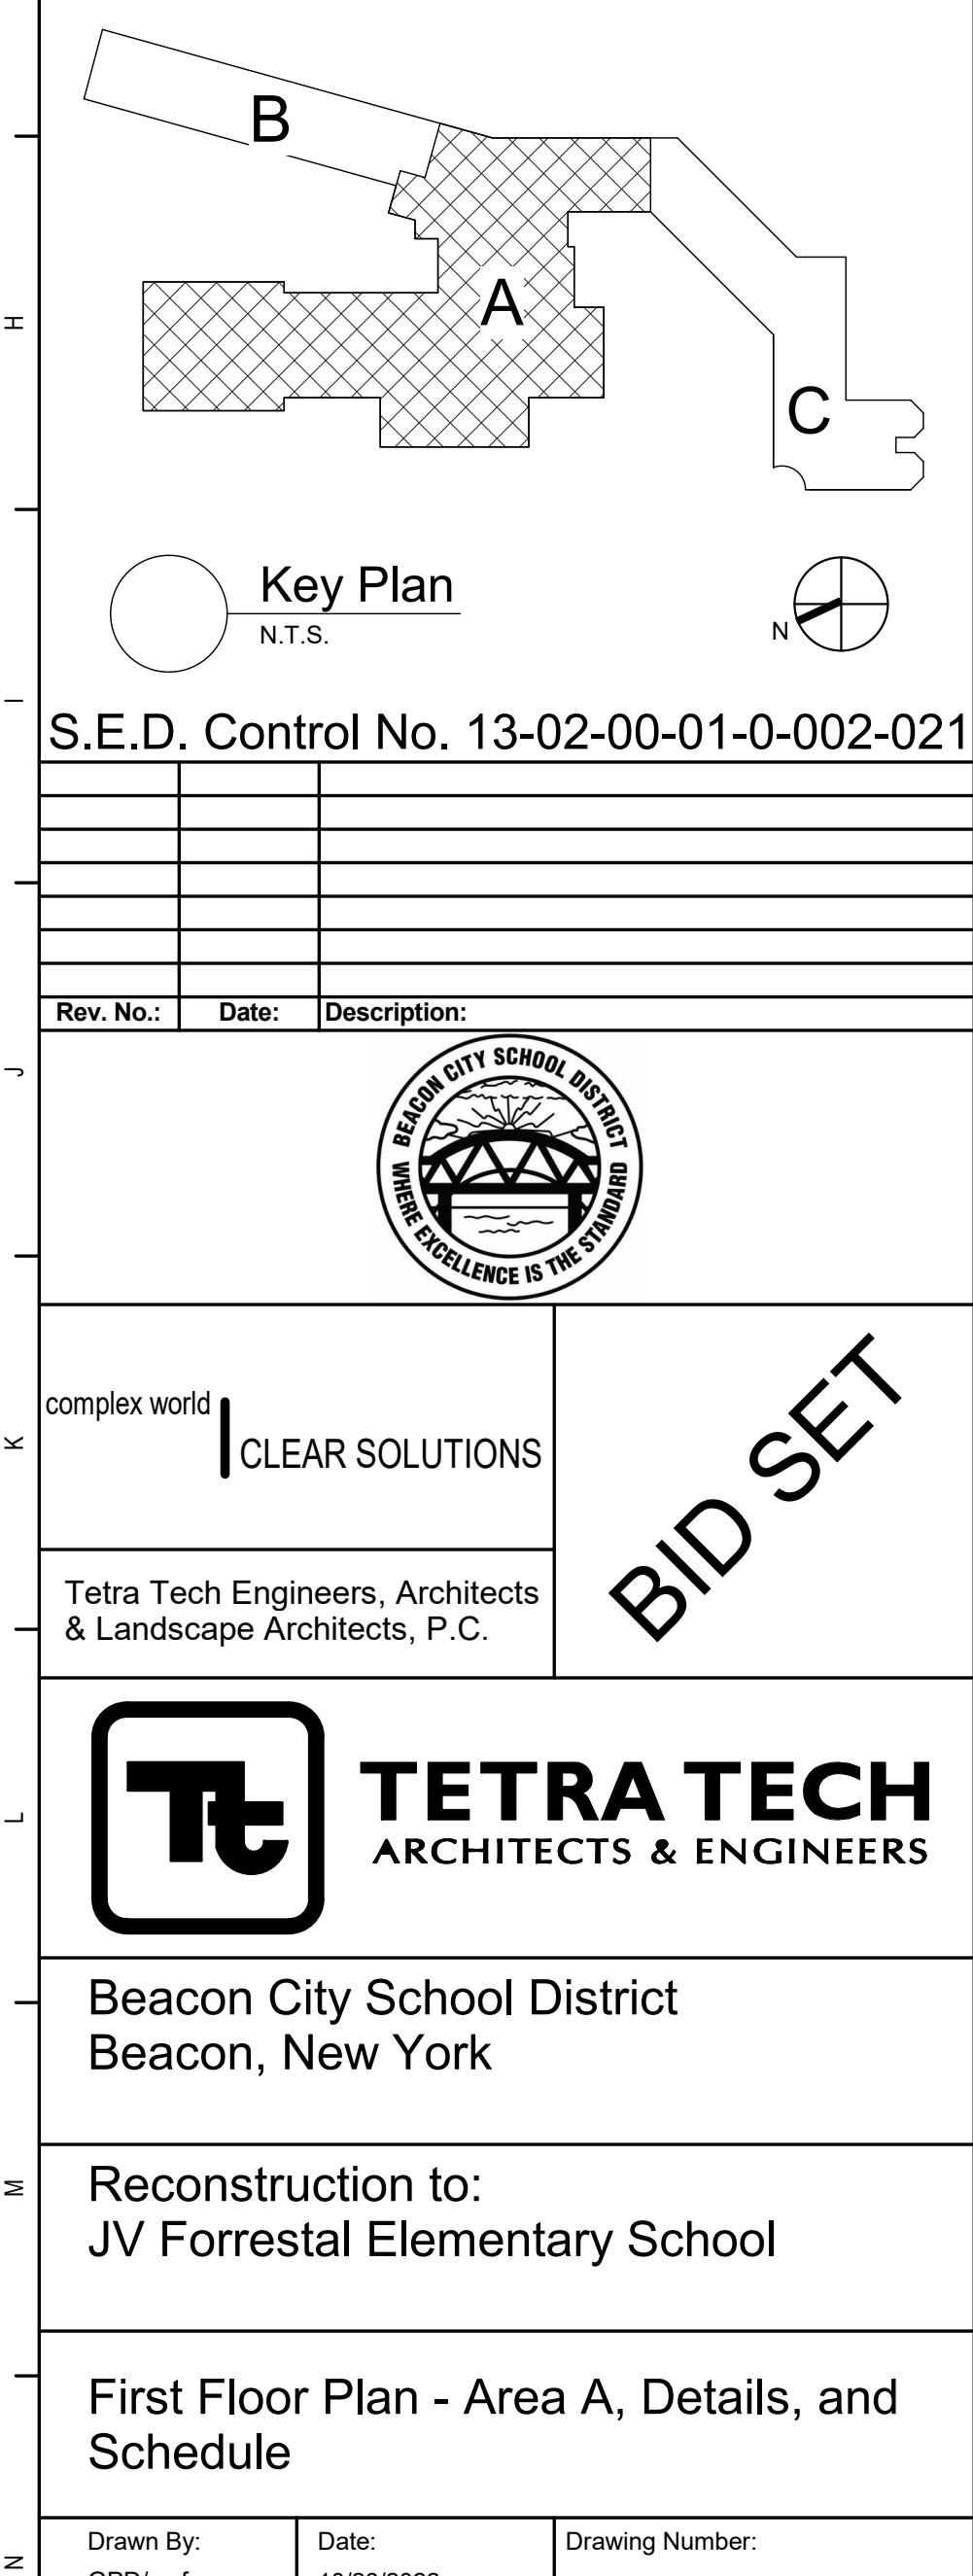 B
A
C
H
Key Plan
N.T.S.
N
I
S.E.D. Control No. 13-02-00-01-0-002-021
Rev. No.: Date: Description:
J
BEACON CITY SCHOOL DISTRICT
WHERE EXCELLENCE IS THE STANDARD
K
complex world
CLEAR SOLUTIONS
BID SET
Tetra Tech Engineers, Architects
& Landscape Architects, P.C.
L
Tt
TETRA TECH
ARCHITECTS & ENGINEERS
Beacon City School District
Beacon, New York
M
Reconstruction to:
JV Forrestal Elementary School
First Floor Plan - Area A, Details, and
Schedule
N
Drawn By: Date: Drawing Number: